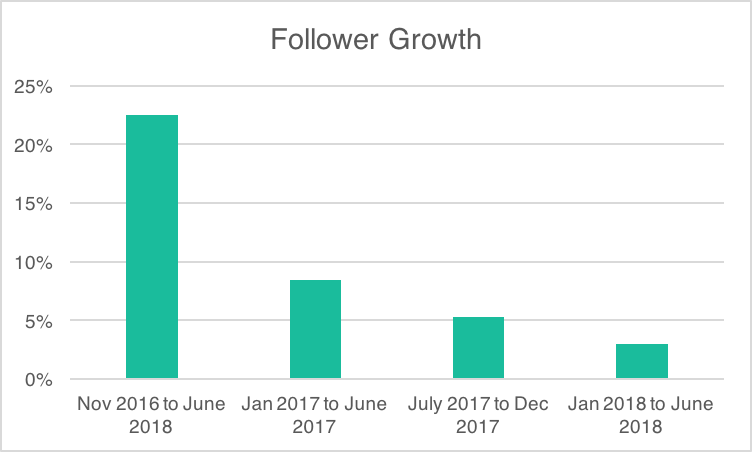 Follower Growth
25%
20%
15%
10%
5%
0%
Nov 2016 to June
2018
Jan 2017 to June
2017
July 2017 to Dec
2017
Jan 2018 to June
2018